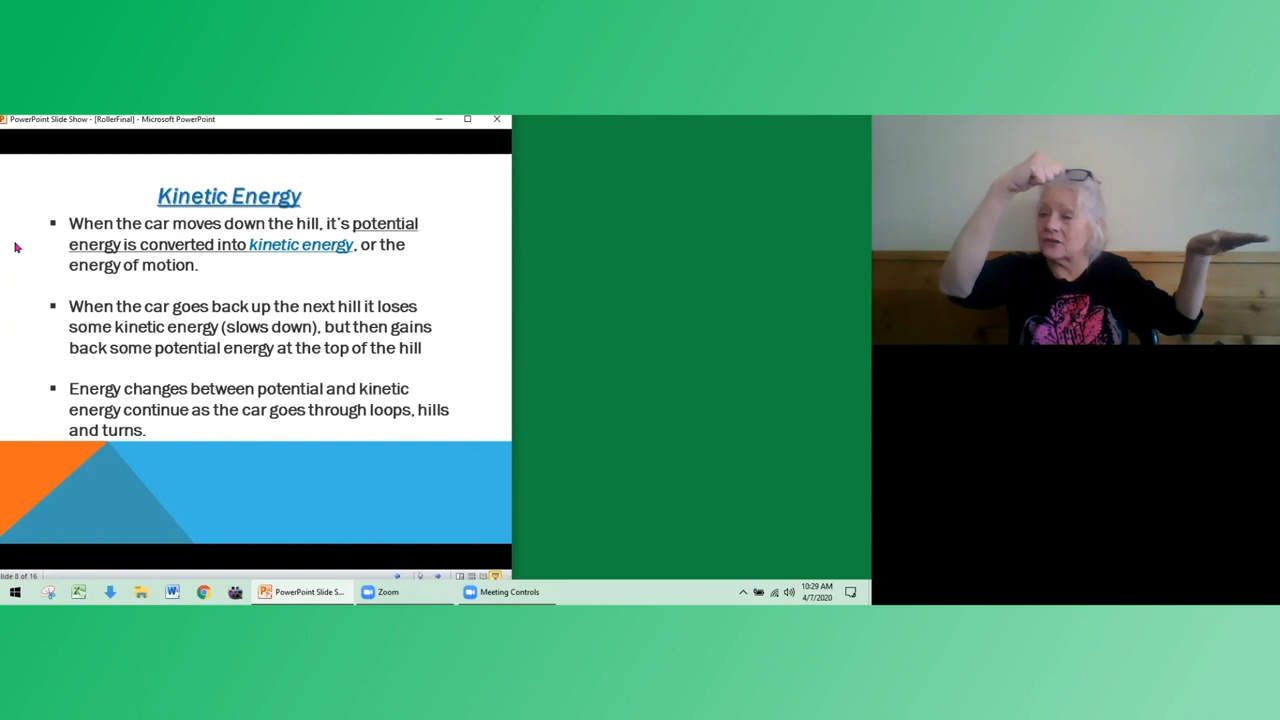 PowerPoint Slide Show - [RollerFinal] - Microsoft PowerPoint
Kinetic Energy
When the car moves down the hill, it's potential
energy is converted into kinetic energy, or the
energy of motion.
When the car goes back up the next hill it loses
some kinetic energy (slows down), but then gains
back some potential energy at the top of the hill
Energy changes between potential and kinetic
energy continue as the car goes through loops, hills
and turns.
lide 8 of 16
PowerPoint Slide S...
Zoom
Meeting Controls
10:29 AM
4/7/2020